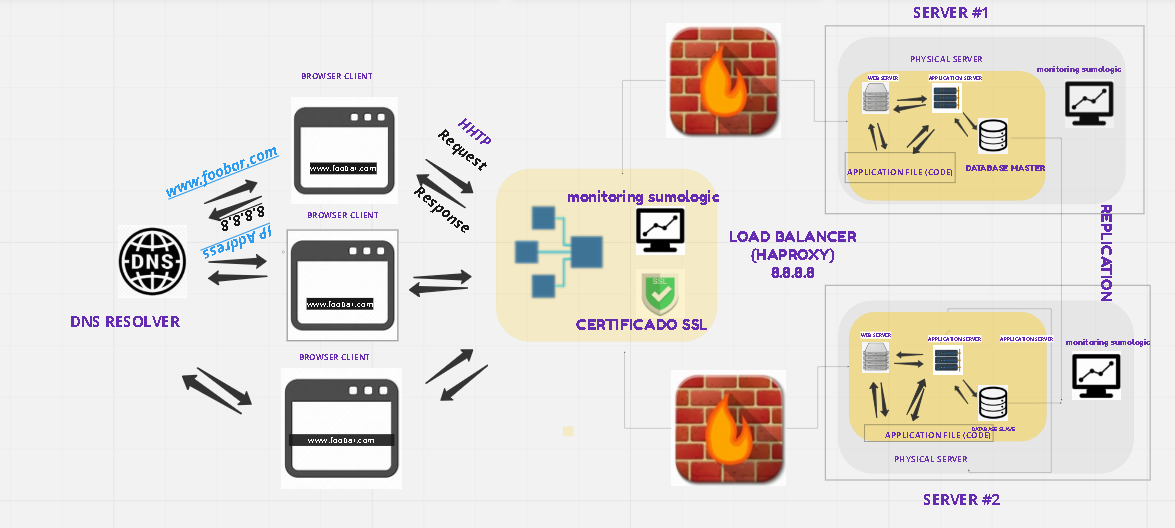 SERVER #1
PHYSICAL SERVER
monitoring sumologic
WEB SERVER
APPLICATION SERVER
APPLICATION FILE (CODE)
DATABASE MASTER
BROWSER CLIENT
www.foobar.com
HHTP
Request
Response
www.foobar.com
8.8.8.8
ip Address
DNS
DNS RESOLVER
BROWSER CLIENT
www.foobar.com
BROWSER CLIENT
www.foobar.com
monitoring sumologic
SSL
CERTIFICADO SSL
LOAD BALANCER
(HAPROXY)
8.8.8.8
REPLICATION
WEB SERVER
APPLICATION SERVER
APPLICATION SERVER
monitoring sumologic
DATABASE SLAVE
APPLICATION FILE (CODE)
PHYSICAL SERVER
SERVER #2